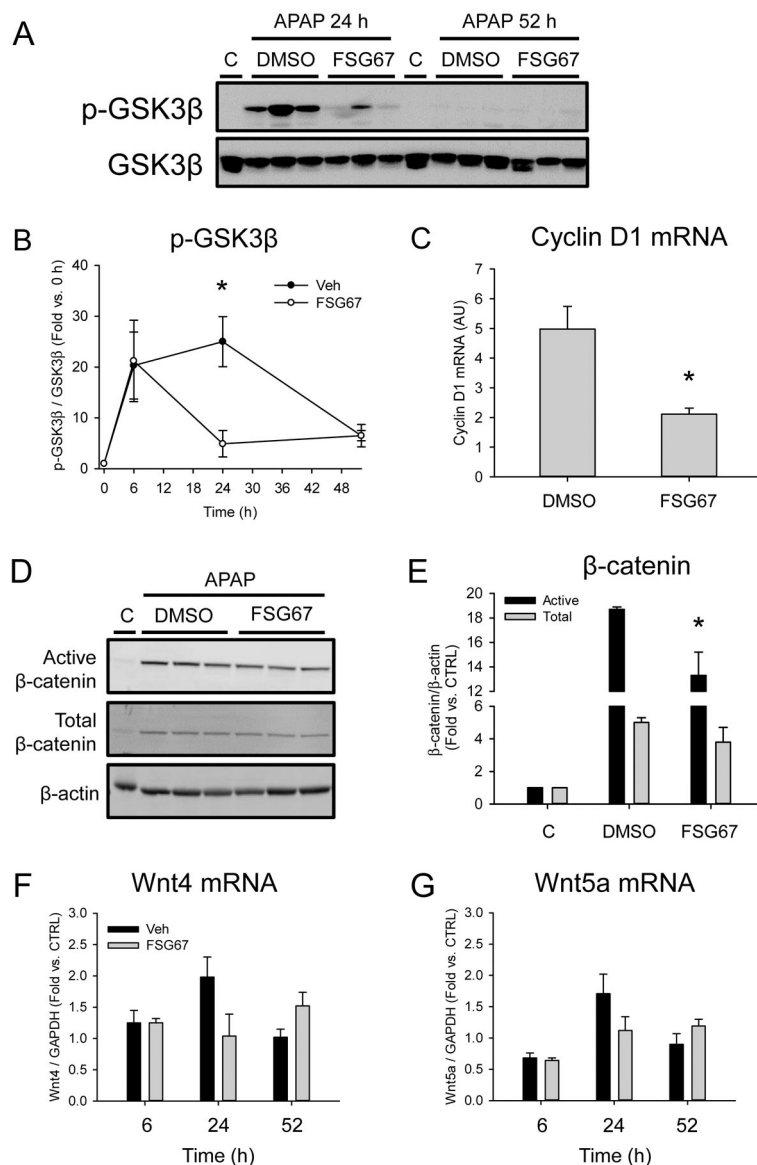 A
APAP 24 h APAP 52 h
C DMSO FSG67 C DMSO FSG67
p-GSK3β
GSK3β
B
p-GSK3β
p-GSK3β / GSK3β (Fold vs. 0 h)
40
30
20
10
0
*
Veh
FSG67
0 6 12 18 24 30 36 42 48
Time (h)
C
Cyclin D1 mRNA
Cyclin D1 mRNA (AU)
7
6
5
4
3
2
1
0
*
DMSO FSG67
D
APAP
C DMSO FSG67
Active
β-catenin
Total
β-catenin
β-actin
E
β-catenin
β-catenin/β-actin
(Fold vs. CTRL)
20
18
16
14
12
6
4
2
0
Active
Total
*
C DMSO FSG67
F
Wnt4 mRNA
Wnt4 / GAPDH (Fold vs. CTRL)
3.0
2.5
2.0
1.5
1.0
0.5
0.0
Veh
FSG67
6 24 52
Time (h)
G
Wnt5a mRNA
Wnt5a / GAPDH (Fold vs. CTRL)
3.0
2.5
2.0
1.5
1.0
0.5
0.0
6 24 52
Time (h)